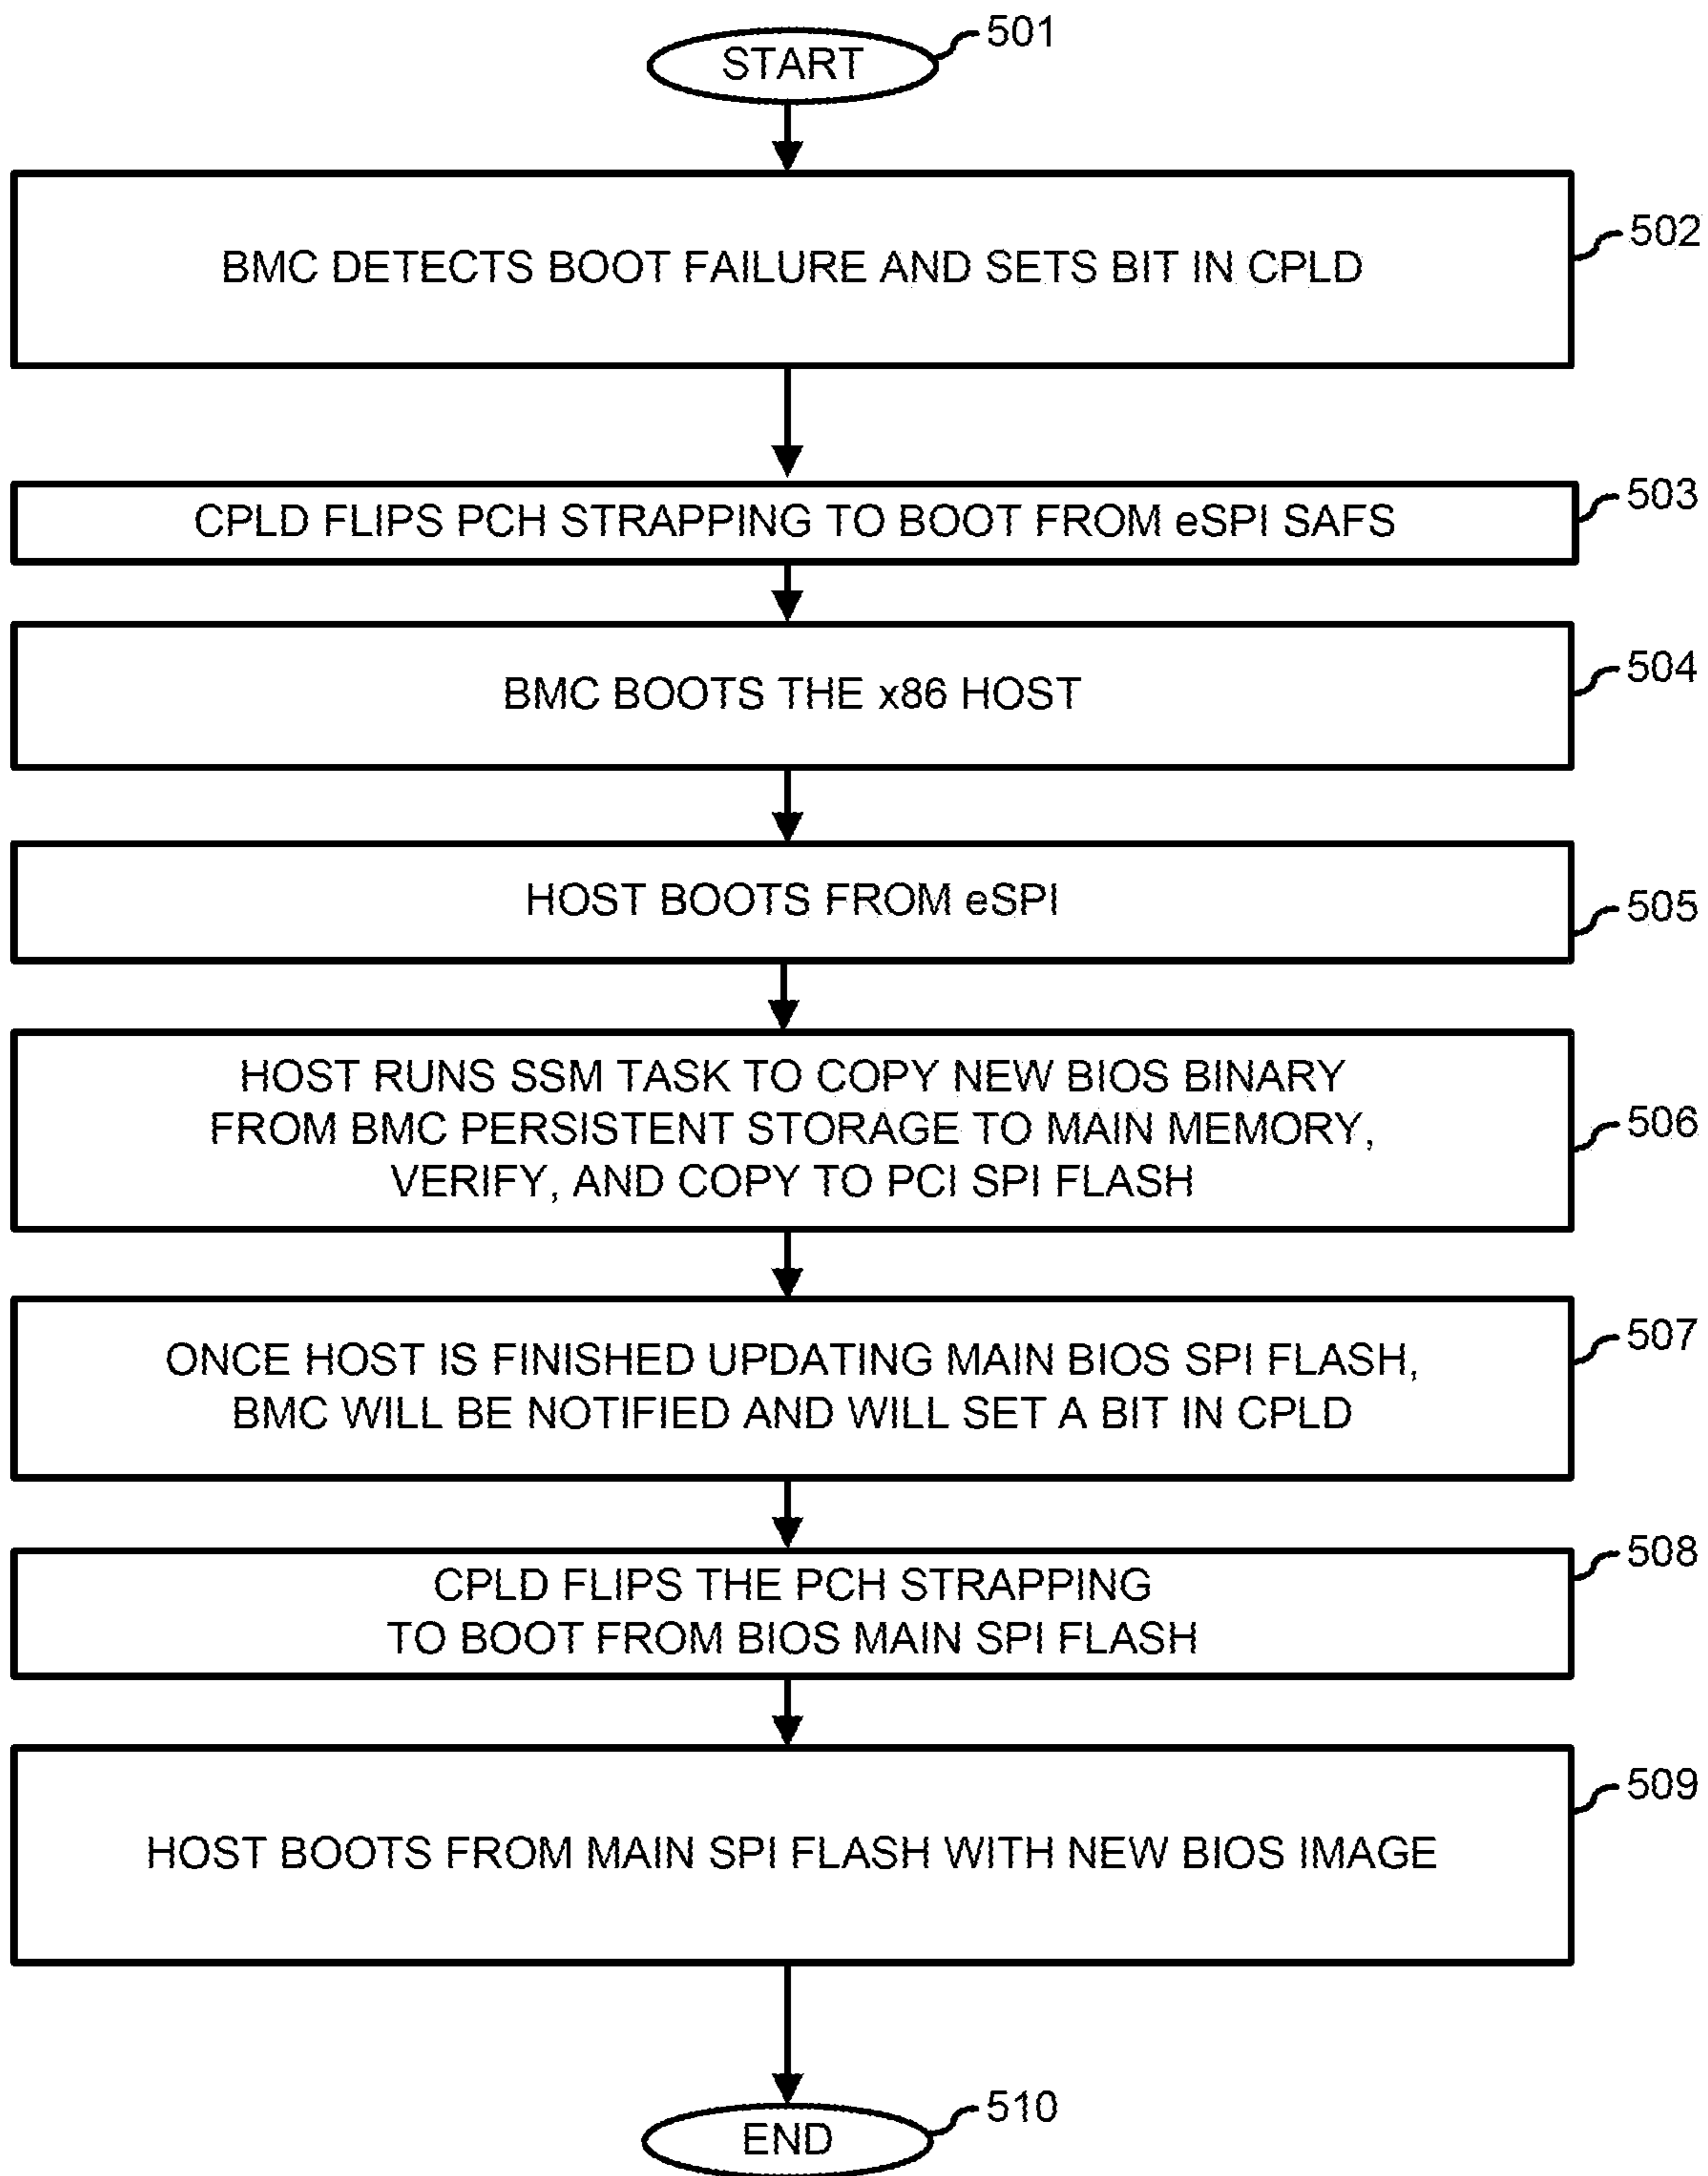 START
501
BMC DETECTS BOOT FAILURE AND SETS BIT IN CPLD
502
CPLD FLIPS PCH STRAPPING TO BOOT FROM eSPI SAFS
503
BMC BOOTS THE x86 HOST
504
HOST BOOTS FROM eSPI
505
HOST RUNS SSM TASK TO COPY NEW BIOS BINARY
FROM BMC PERSISTENT STORAGE TO MAIN MEMORY,
VERIFY, AND COPY TO PCI SPI FLASH
506
ONCE HOST IS FINISHED UPDATING MAIN BIOS SPI FLASH,
BMC WILL BE NOTIFIED AND WILL SET A BIT IN CPLD
507
CPLD FLIPS THE PCH STRAPPING
TO BOOT FROM BIOS MAIN SPI FLASH
508
HOST BOOTS FROM MAIN SPI FLASH WITH NEW BIOS IMAGE
509
END
510